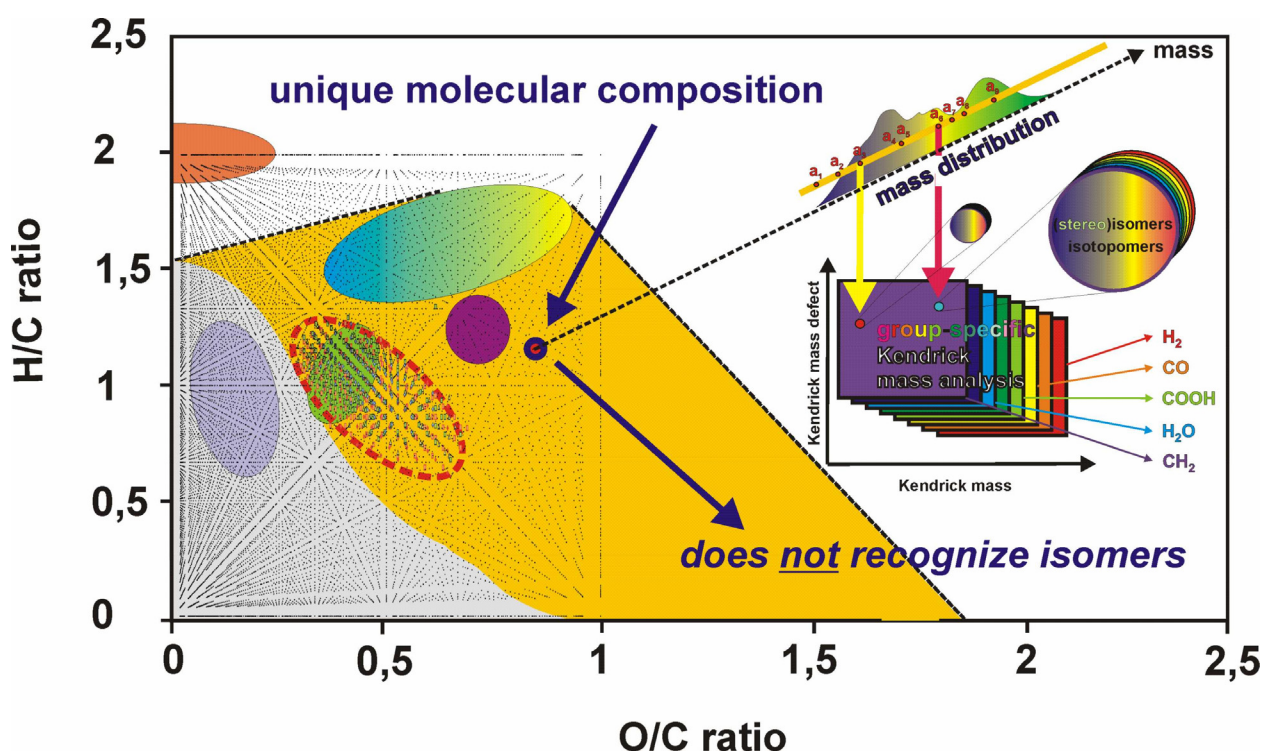 2,5
2
1,5
1
0,5
0
H/C ratio
0
0,5
1
1,5
2
2,5
O/C ratio
unique molecular composition
does not recognize isomers
mass
a1
a2
a3
a4
a5
a6
a7
a8
a9
mass distribution
(stereo)isomers
isotopomers
Kendrick mass defect
group-specific
Kendrick
mass analysis
Kendrick mass
H2
CO
COOH
H2O
CH2